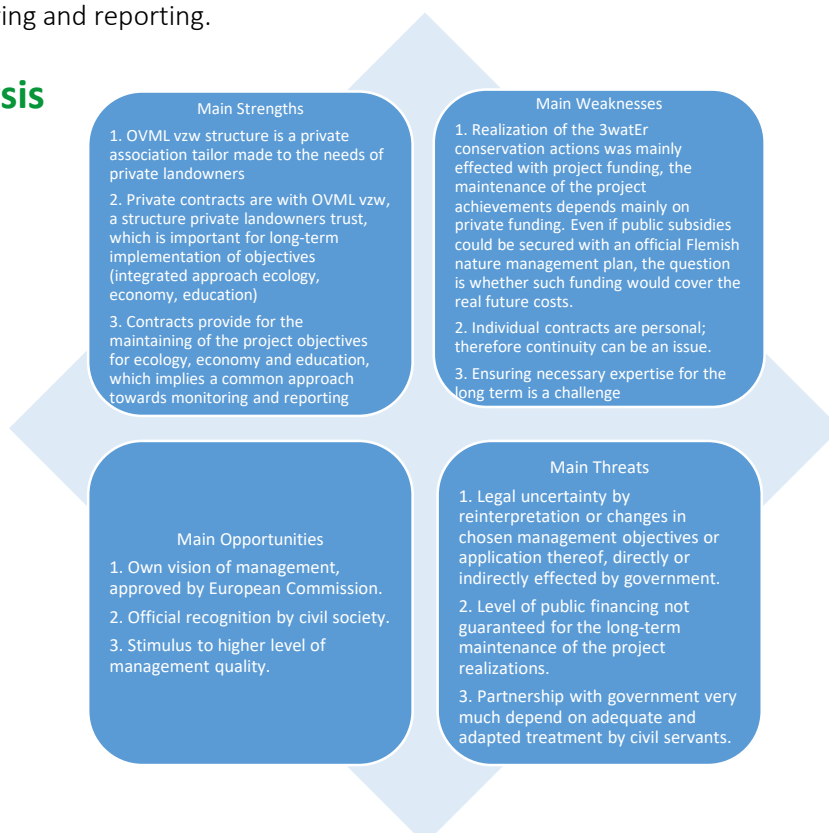 ing and reporting.
sis
Main Strengths
1. OVML vzw structure is a private
association tailor made to the needs of
private landowners
2. Private contracts are with OVML vzw,
a structure private landowners trust,
which is important for long-term
implementation of objectives
(integrated approach ecology,
economy, education)
3. Contracts provide for the
maintaining of the project objectives
for ecology, economy and education,
which implies a common approach
towards monitoring and reporting
Main Weaknesses
1. Realization of the 3watEr
conservation actions was mainly
effected with project funding, the
maintenance of the project
achievements depends mainly on
private funding. Even if public subsidies
could be secured with an official Flemish
nature management plan, the question
is whether such funding would cover the
real future costs.
2. Individual contracts are personal;
therefore continuity can be an issue.
3. Ensuring necessary expertise for the
long term is a challenge
Main Opportunities
1. Own vision of management,
approved by European Commission.
2. Official recognition by civil society.
3. Stimulus to higher level of
management quality.
Main Threats
1. Legal uncertainty by
reinterpretation or changes in
chosen management objectives or
application thereof, directly or
indirectly effected by government.
2. Level of public financing not
guaranteed for the long-term
maintenance of the project
realizations.
3. Partnership with government very
much depend on adequate and
adapted treatment by civil servants.